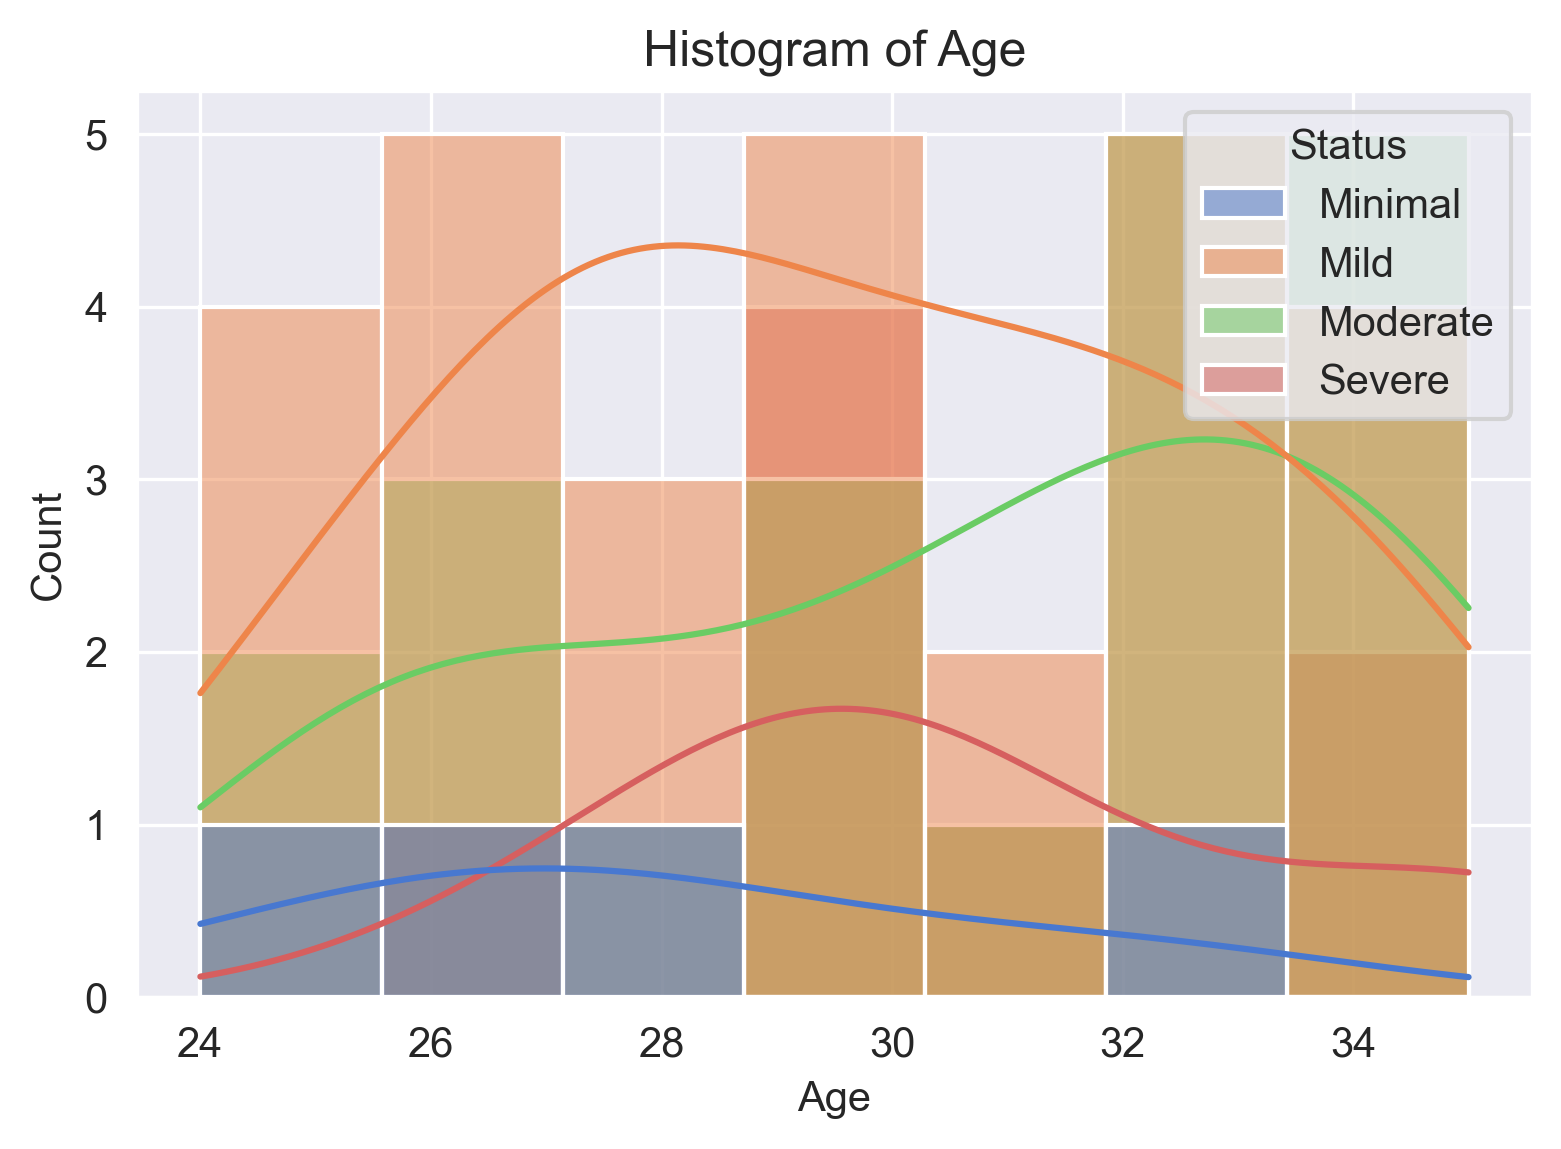 Histogram of Age
Status
Minimal
Mild
Moderate
Severe
5
4
3
2
1
0
Count
24 26 28 30 32 34
Age